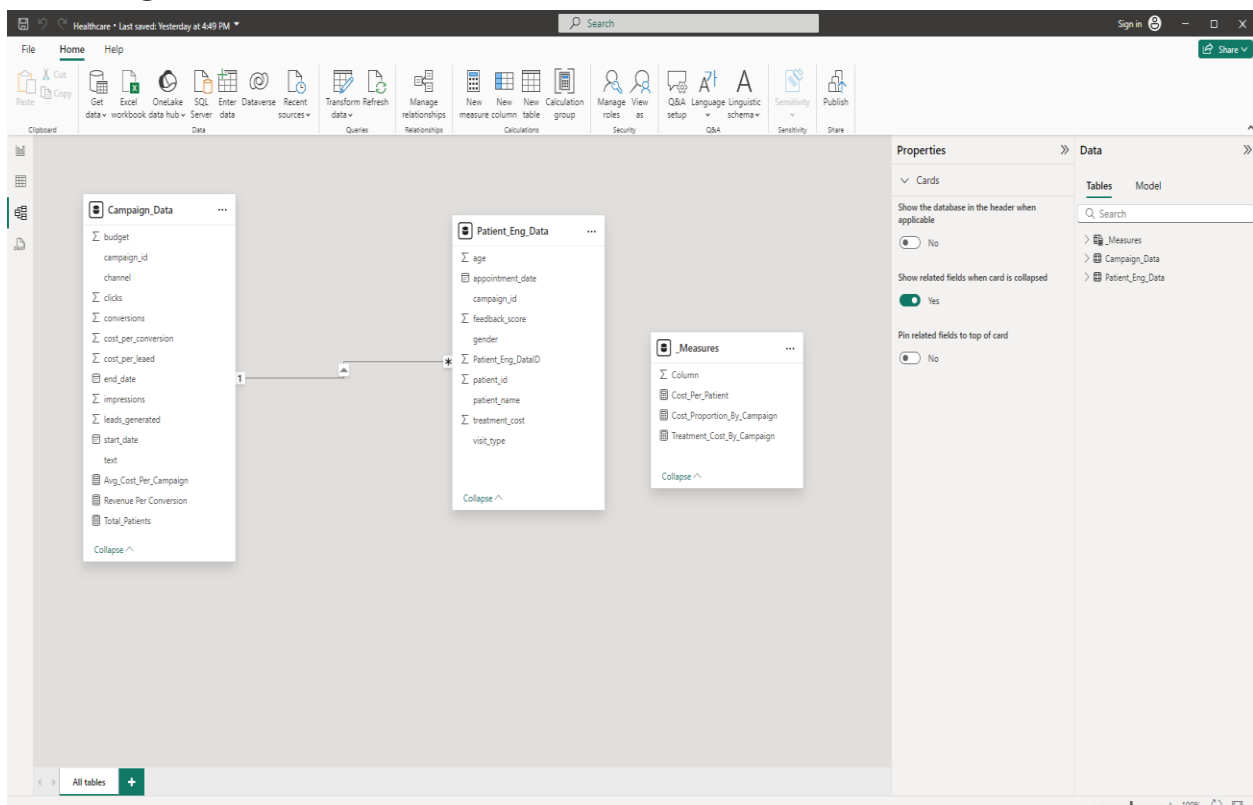 Healthcare • Last saved: Yesterday at 4:49 PM
Search
Sign in
File Home Help
Share
Paste
Cut
Copy
Get data
Excel workbook
OneLake data hub
SQL Server
Enter data
Dataverse
Recent sources
Transform data
Refresh
Manage relationships
New measure
New column
New table
Calculation group
Manage roles
View as
Q&A setup
Language
Linguistic schema
Sensitivity
Publish
Clipboard
Data
Queries
Relationships
Calculations
Security
Q&A
Sensitivity
Share
Campaign_Data
budget
campaign_id
channel
clicks
conversions
cost_per_conversion
cost_per_leaed
end_date
impressions
leads_generated
start_date
text
Avg_Cost_Per_Campaign
Revenue Per Conversion
Total_Patients
Collapse
1
*
Patient_Eng_Data
age
appointment_date
campaign_id
feedback_score
gender
Patient_Eng_DataID
patient_id
patient_name
treatment_cost
visit_type
Collapse
_Measures
Column
Cost_Per_Patient
Cost_Proportion_By_Campaign
Treatment_Cost_By_Campaign
Collapse
Properties
Cards
Show the database in the header when
applicable
No
Show related fields when card is collapsed
Yes
Pin related fields to top of card
No
Data
Tables Model
Search
_Measures
Campaign_Data
Patient_Eng_Data
All tables
100%